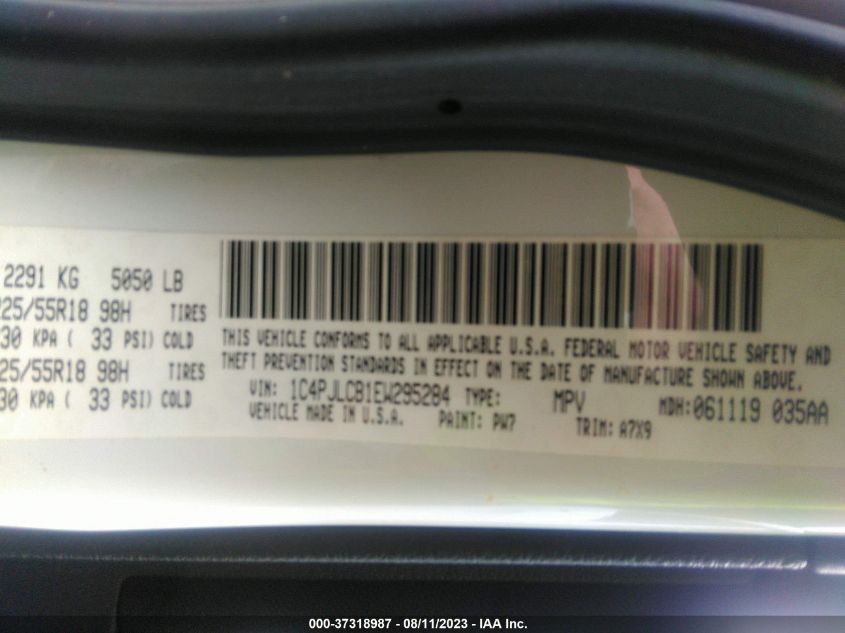 2291 KG 5050 LB
225/55R18 98H TIRES
30 KPA ( 33 PSI) COLD
25/55R18 98H TIRES
30 KPA ( 33 PSI) COLD
THIS VEHICLE CONFORMS TO ALL APPLICABLE U.S.A. FEDERAL MOTOR VEHICLE SAFETY AND
THEFT PREVENTION STANDARDS IN EFFECT ON THE DATE OF MANUFACTURE SHOWN ABOVE.
VIN: 1C4PJLCB1EW295284 TYPE: MPV MDH:061119 035AA
VEHICLE MADE IN U.S.A. PAINT: PW7 TRIM: A7X9
000-37318987 - 08/11/2023 - IAA Inc.